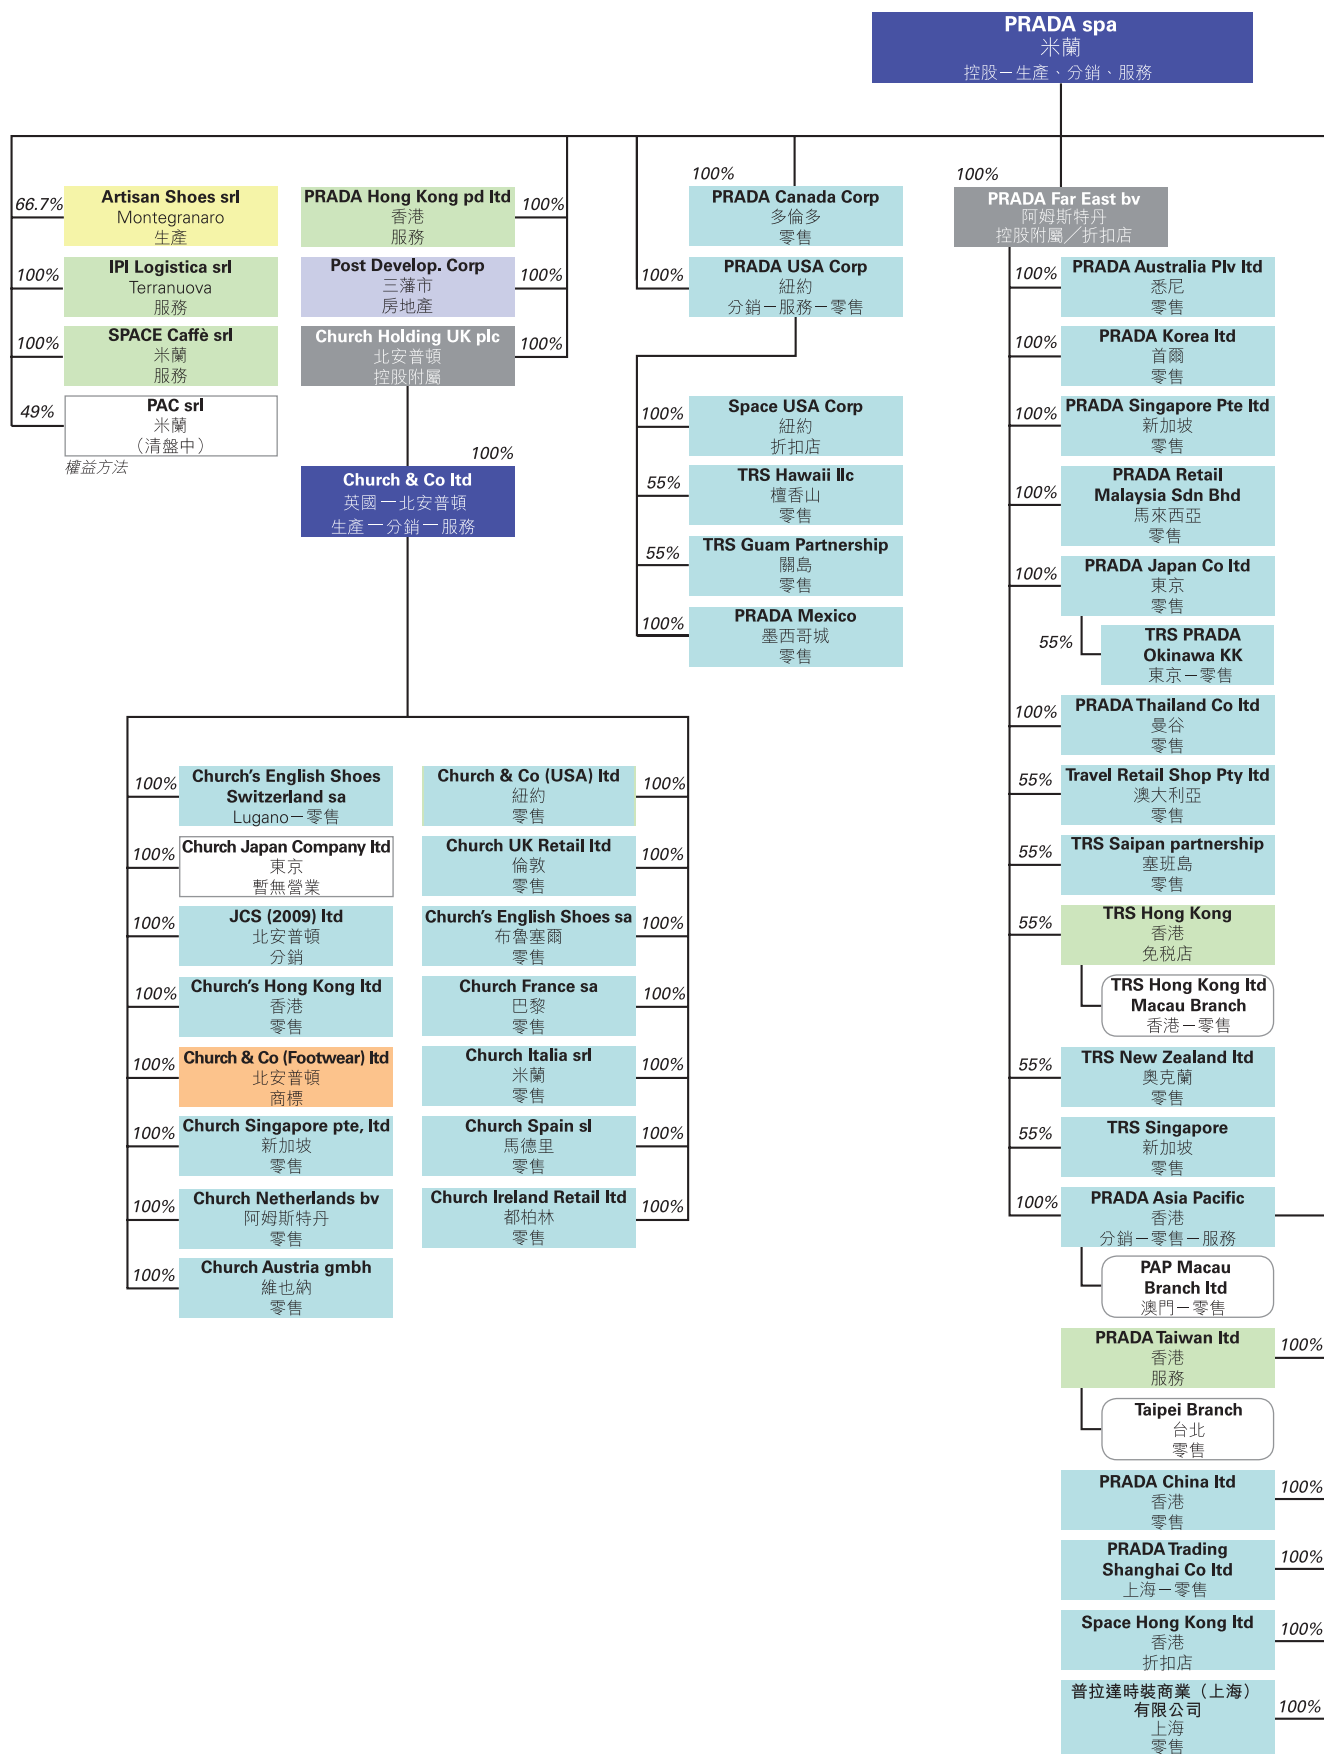 PRADA spa
米蘭
控股－生產、分銷、服務
66.7%
Artisan Shoes srl
Montegranaro
生產
100%
IPI Logistica srl
Terranuova
服務
100%
SPACE Caffè srl
米蘭
服務
49%
PAC srl
米蘭
（清盤中）
權益方法
PRADA Hong Kong pd ltd
香港
服務
100%
Post Develop. Corp
三藩市
房地產
100%
Church Holding UK plc
北安普頓
控股附屬
100%
100%
Church & Co ltd
英國－北安普頓
生產－分銷－服務
100%
Church's English Shoes
Switzerland sa
Lugano－零售
100%
Church Japan Company ltd
東京
暫無營業
100%
JCS (2009) ltd
北安普頓
分銷
100%
Church's Hong Kong ltd
香港
零售
100%
Church & Co (Footwear) ltd
北安普頓
商標
100%
Church Singapore pte, ltd
新加坡
零售
100%
Church Netherlands bv
阿姆斯特丹
零售
100%
Church Austria gmbh
維也納
零售
Church & Co (USA) ltd
紐約
零售
100%
Church UK Retail ltd
倫敦
零售
100%
Church's English Shoes sa
布魯塞爾
零售
100%
Church France sa
巴黎
零售
100%
Church Italia srl
米蘭
零售
100%
Church Spain sl
馬德里
零售
100%
Church Ireland Retail ltd
都柏林
零售
100%
100%
PRADA Canada Corp
多倫多
零售
100%
PRADA USA Corp
紐約
分銷－服務－零售
100%
Space USA Corp
紐約
折扣店
55%
TRS Hawaii llc
檀香山
零售
55%
TRS Guam Partnership
關島
零售
100%
PRADA Mexico
墨西哥城
零售
100%
PRADA Far East bv
阿姆斯特丹
控股附屬／折扣店
100%
PRADA Australia Plv ltd
悉尼
零售
100%
PRADA Korea ltd
首爾
零售
100%
PRADA Singapore Pte ltd
新加坡
零售
100%
PRADA Retail
Malaysia Sdn Bhd
馬來西亞
零售
100%
PRADA Japan Co ltd
東京
零售
55%
TRS PRADA
Okinawa KK
東京－零售
100%
PRADA Thailand Co ltd
曼谷
零售
55%
Travel Retail Shop Pty ltd
澳大利亞
零售
55%
TRS Saipan partnership
塞班島
零售
55%
TRS Hong Kong
香港
免税店
TRS Hong Kong ltd
Macau Branch
香港－零售
55%
TRS New Zealand ltd
奧克蘭
零售
55%
TRS Singapore
新加坡
零售
100%
PRADA Asia Pacific
香港
分銷－零售－服務
PAP Macau
Branch ltd
澳門－零售
PRADA Taiwan ltd
香港
服務
100%
Taipei Branch
台北
零售
PRADA China ltd
香港
零售
100%
PRADA Trading
Shanghai Co ltd
上海－零售
100%
Space Hong Kong ltd
香港
折扣店
100%
普拉達時裝商業（上海）
有限公司
上海
零售
100%